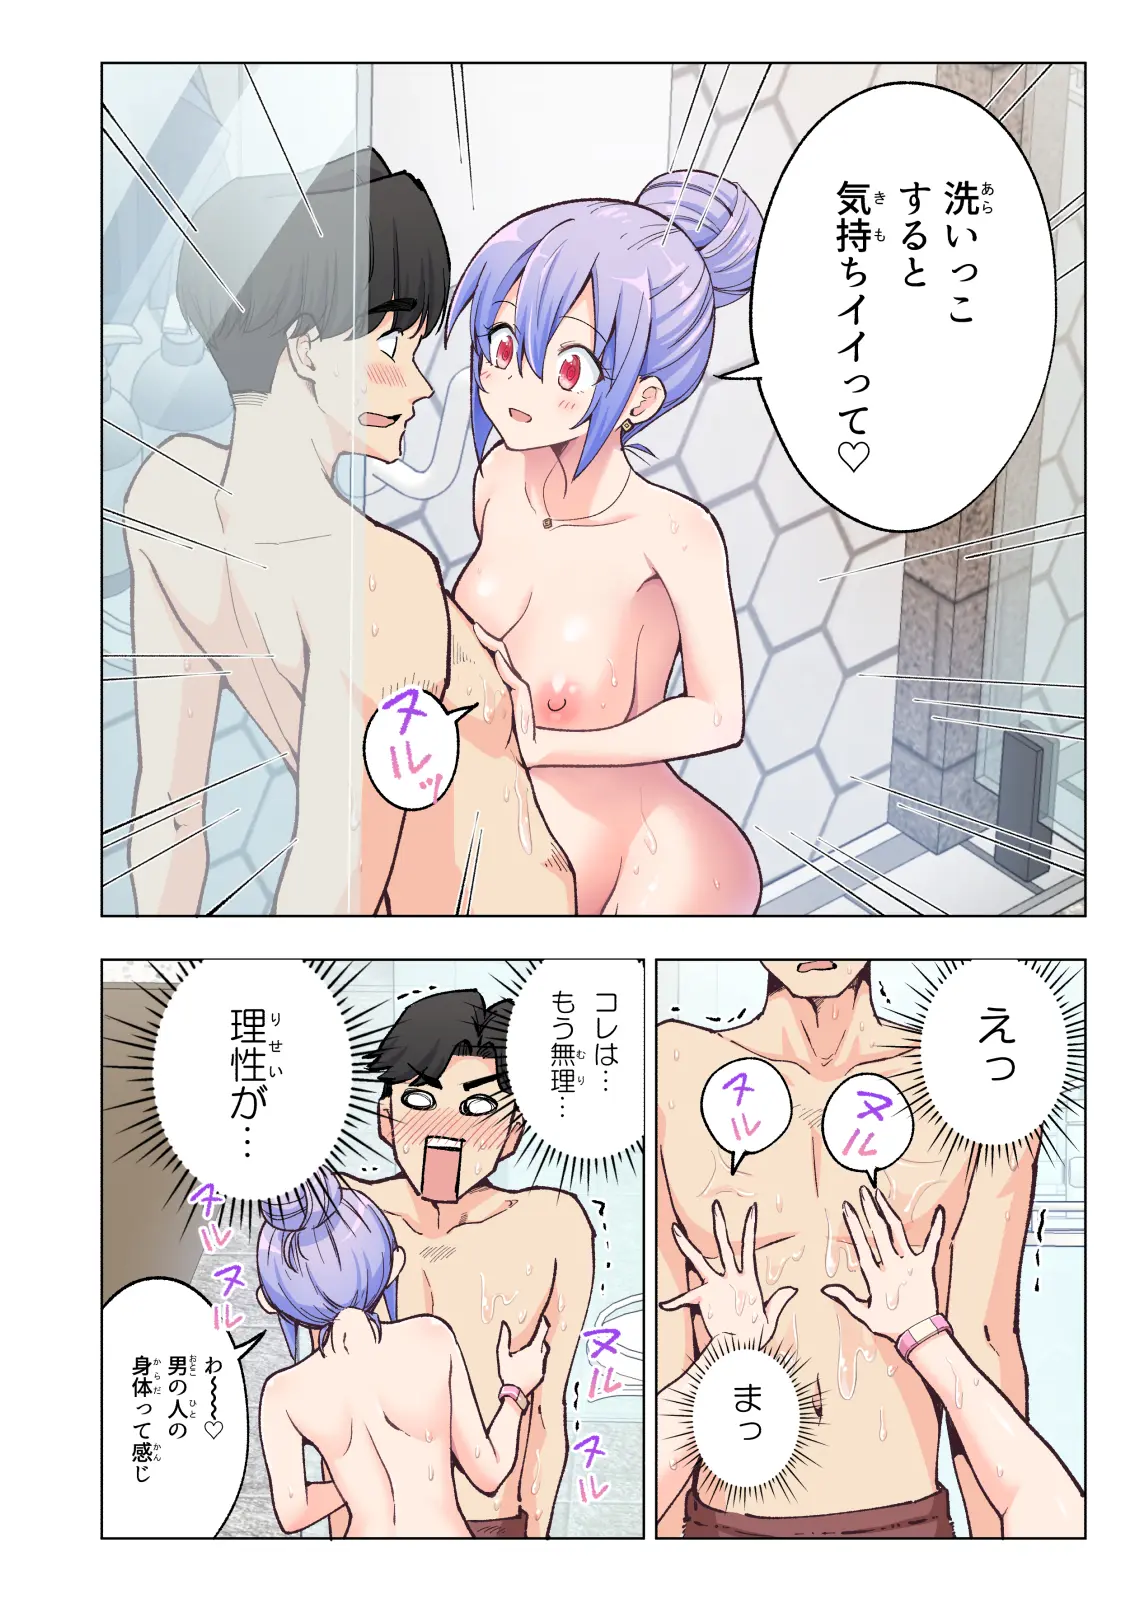 洗いっこ
すると
気持ちイイって♡
ヌルッ
えっ
ヌル
ヌル
まっ
コレは…
もう無理…
理性が…
ヌル
ヌル
ヌル
ヌル
わ〜〜〜♡
男の人の
身体って感じ